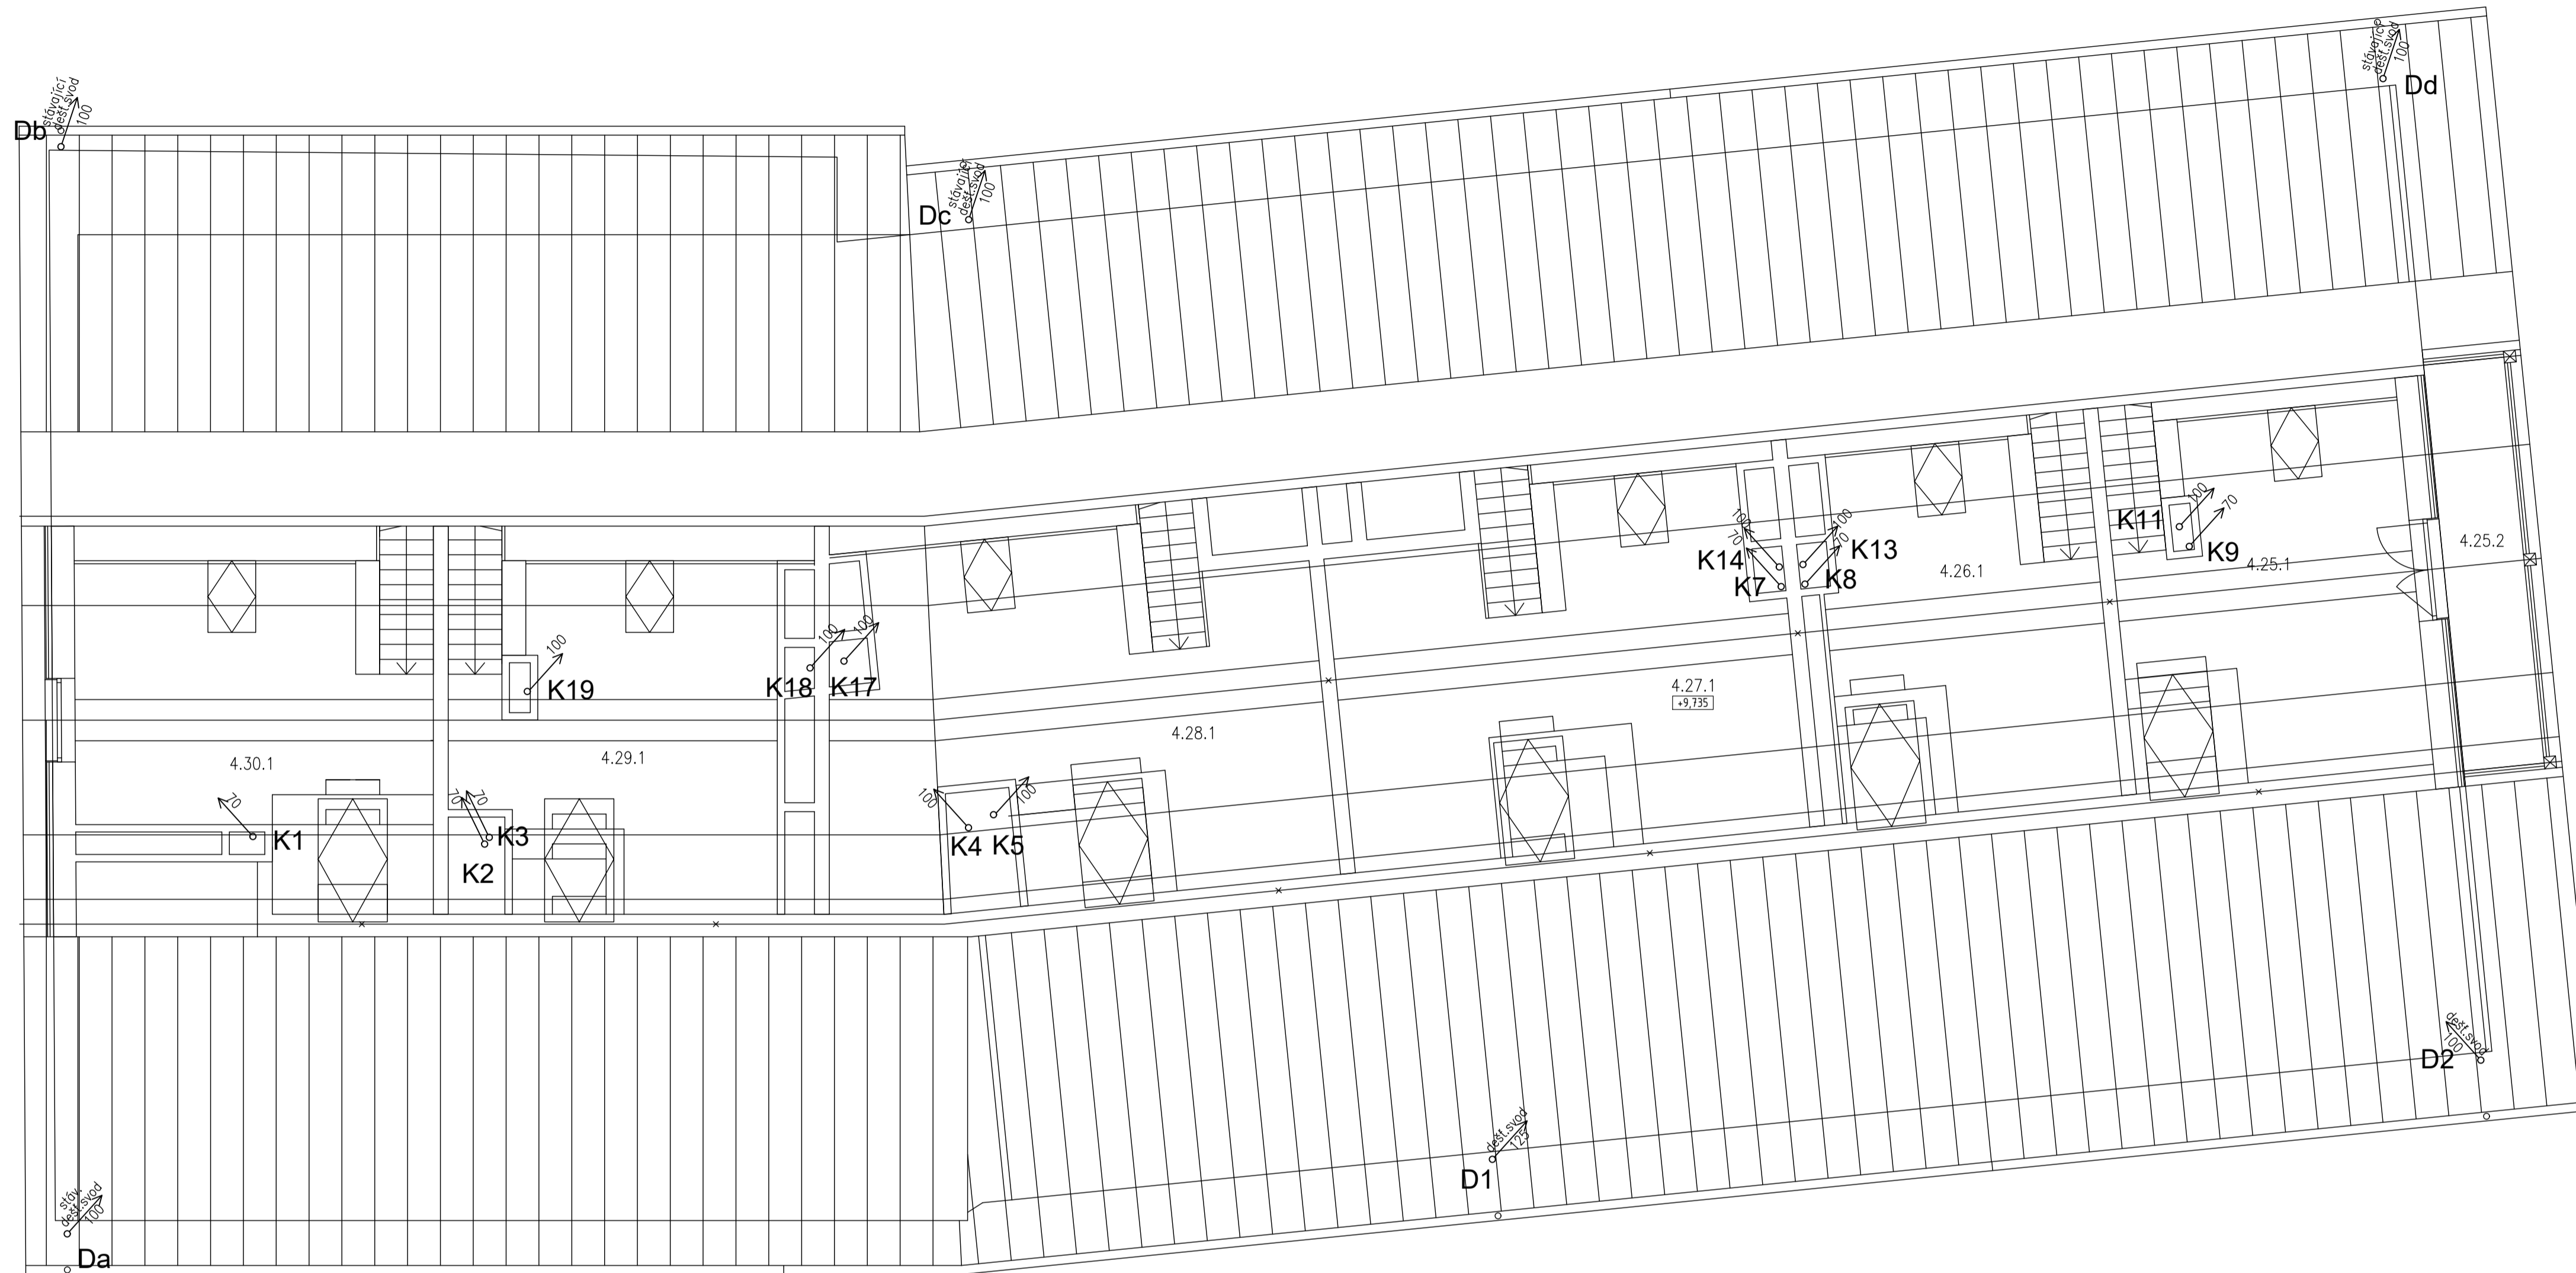 Db
stávající
dešť.svod
100
Dc
stávající
dešť.svod
100
stávající
dešť.svod
100
Dd
K19
100
K18
100
K17
100
K14
100
K7
70
K13
100
K8
70
4.26.1
K11
100
K9
70
4.25.1
4.25.2
4.27.1
+9,735
4.28.1
4.29.1
4.30.1
70
K1
70
70
K3
K2
100
K4
100
K5
D2
dešť.svod
100
D1
dešť.svod
125
stáv.
dešť.svod
100
Da